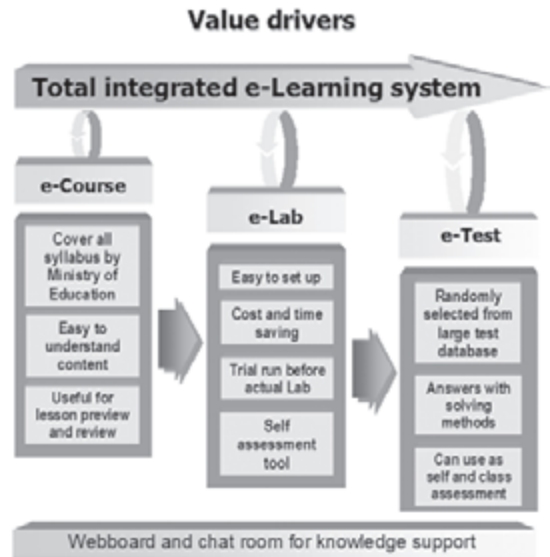 Value drivers
Total integrated e-Learning system
e-Course
Cover all
syllabus by
Ministry of
Education
Easy to
understand
content
Useful for
lesson preview
and review
e-Lab
Easy to set up
Cost and time
saving
Trial run before
actual Lab
Self
assessment
tool
e-Test
Randomly
selected from
large test
database
Answers with
solving
methods
Can use as
self and class
assessment
Webboard and chat room for knowledge support